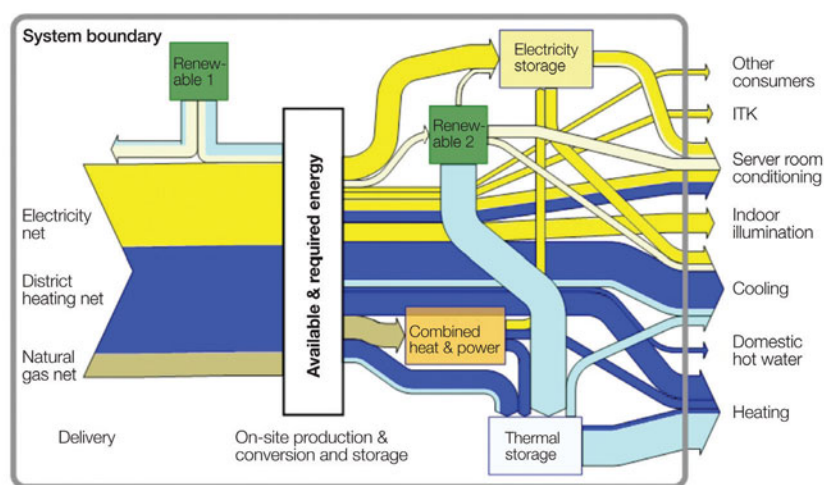 System boundary
Renew-
able 1
Electricity
storage
Other
consumers
ITK
Renew-
able 2
Server room
conditioning
Available & required energy
Electricity
net
Indoor
illumination
District
heating net
Cooling
Combined
heat & power
Domestic
hot water
Natural
gas net
Heating
Delivery
On-site production &
conversion and storage
Thermal
storage